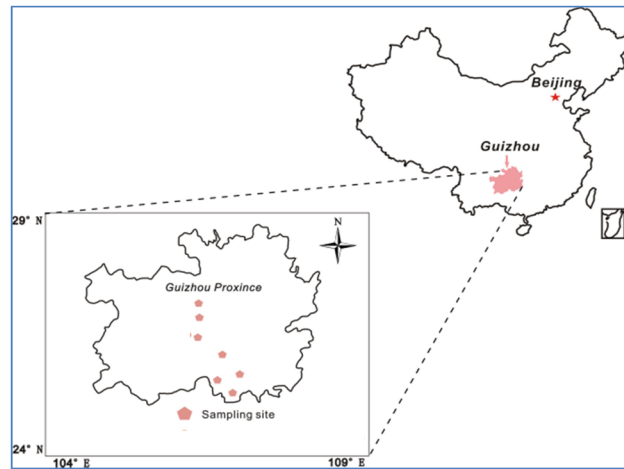 Beijing
Guizhou
29° N
N
Guizhou Proxince
Sampling site
24° N
104° E
109° E